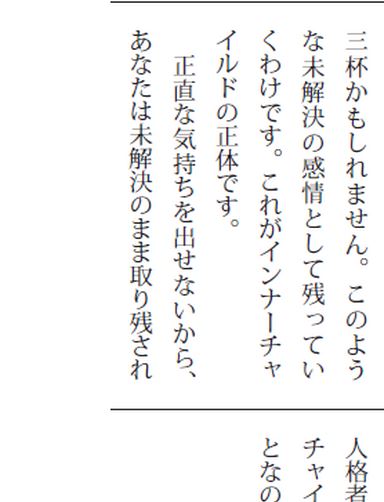 三杯かもしれません。このよう
な未解決の感情として残ってい
くわけです。これがインナーチャ
イルドの正体です。
正直な気持ちを出せないから、
あなたは未解決のまま取り残され
人格者
チャイ
となの